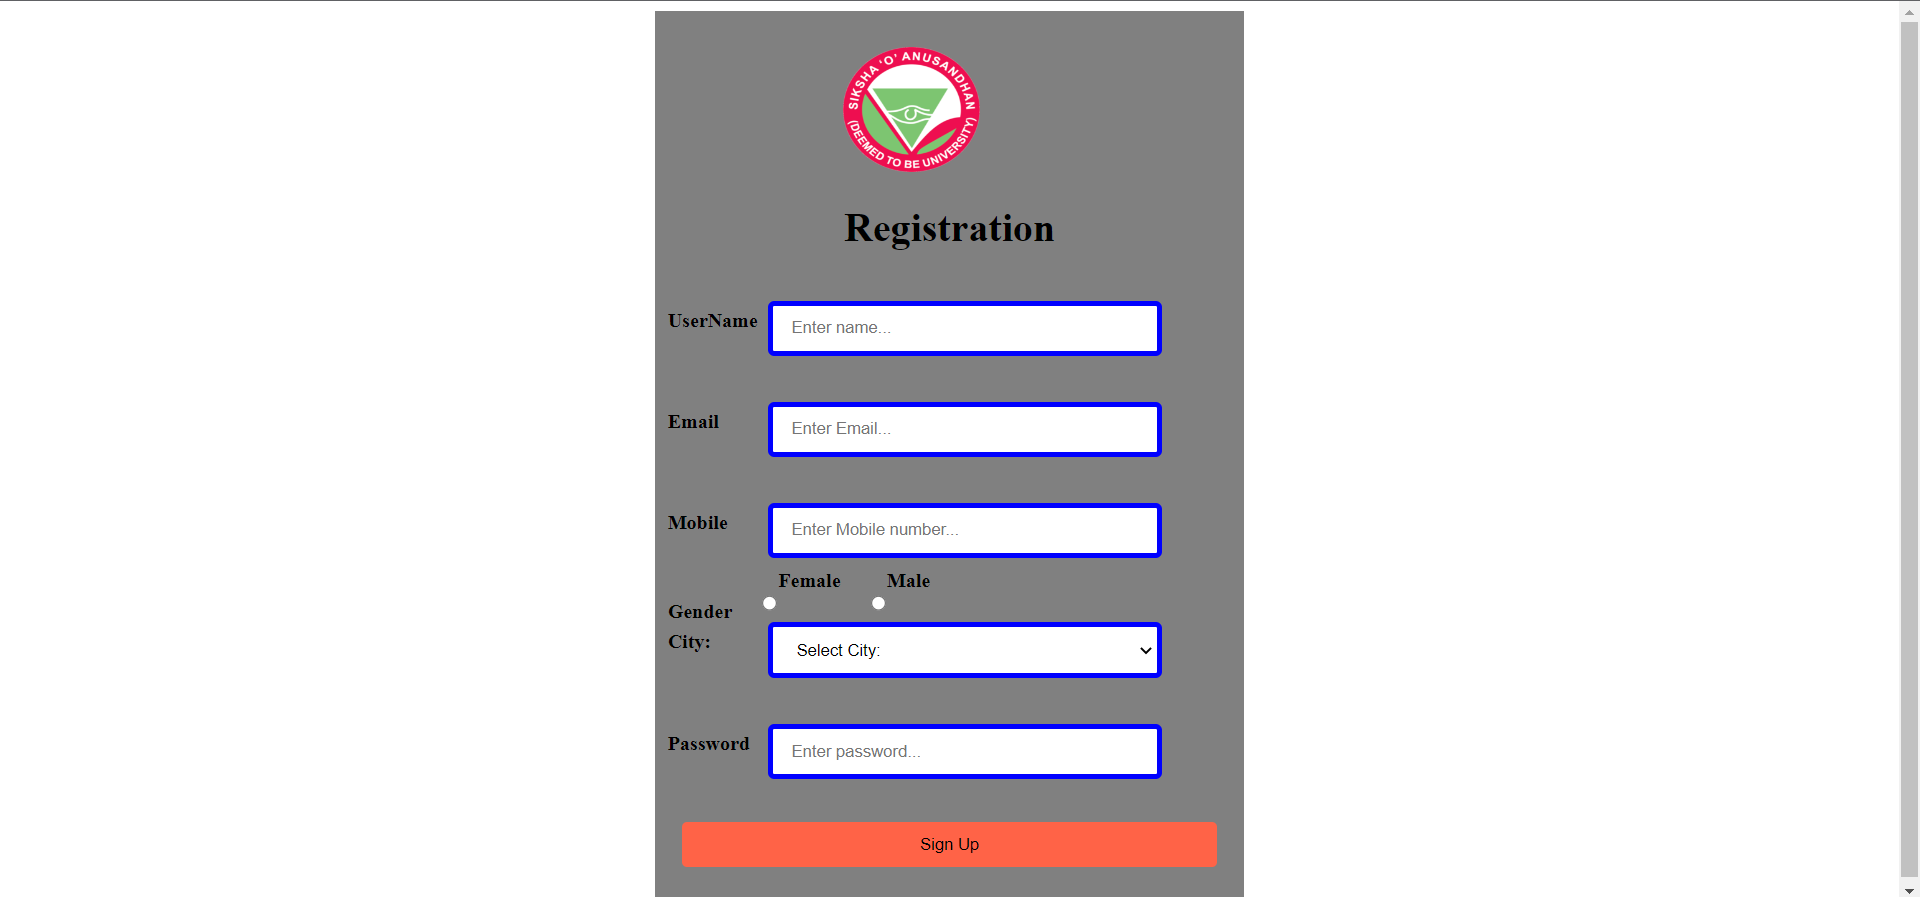 SIKSHA 'O' ANUSANDHAN
(DEEMED TO BE UNIVERSITY)
Registration
UserName Enter name...
Email Enter Email...
Mobile Enter Mobile number...
Female Male
Gender
City: Select City:
Password Enter password...
Sign Up